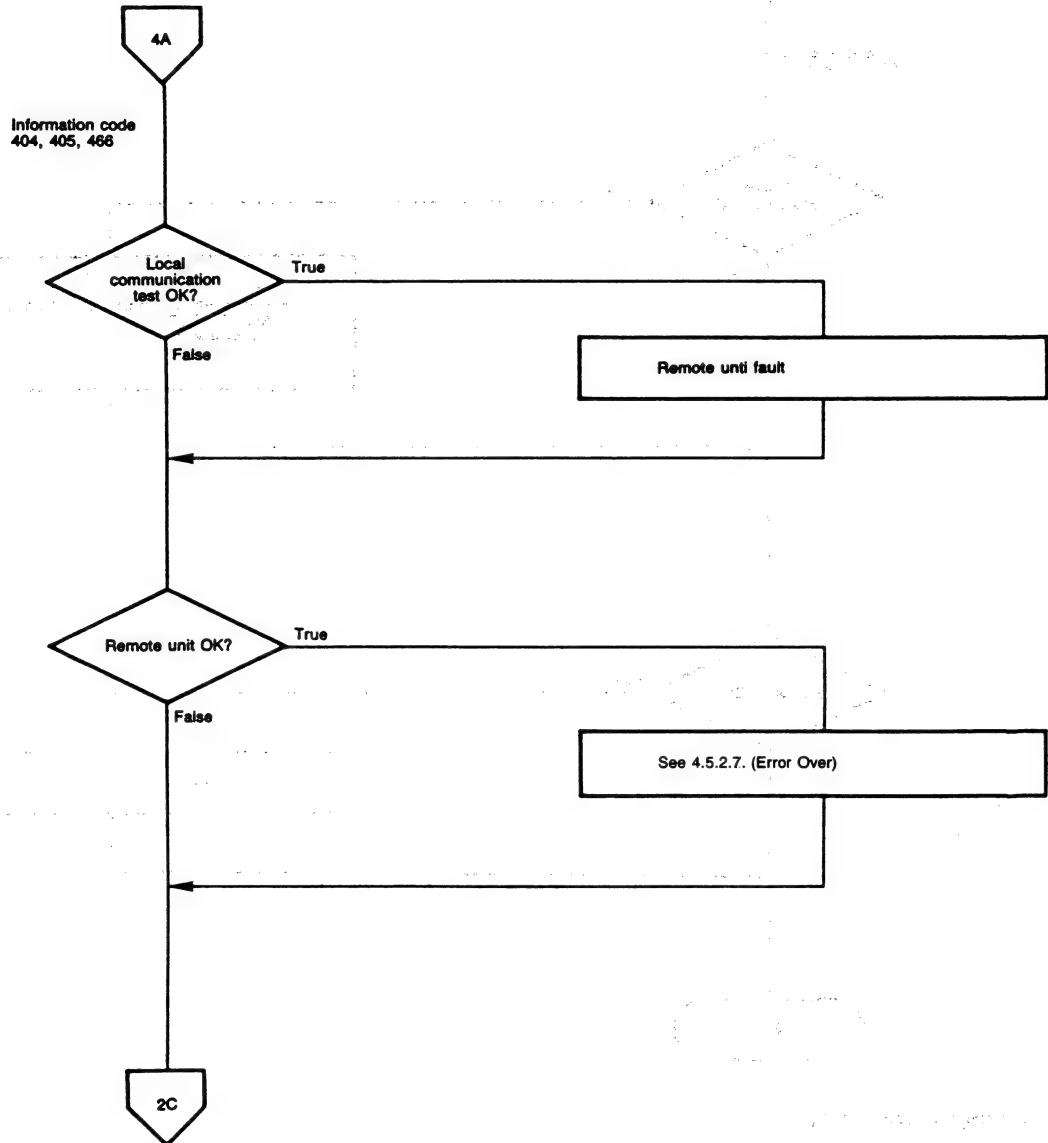 4A
Information code
404, 405, 466
Local
communication
test OK?
True
False
Remote unti fault
Remote unit OK?
True
False
See 4.5.2.7. (Error Over)
2C